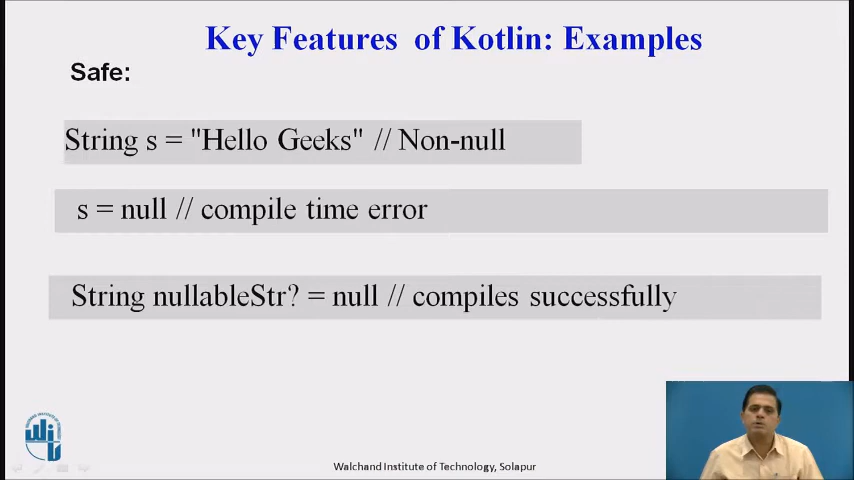 Key Features of Kotlin: Examples
Safe:
String s = "Hello Geeks" // Non-null
s = null // compile time error
String nullableStr? = null // compiles successfully
Walchand Institute of Technology, Solapur